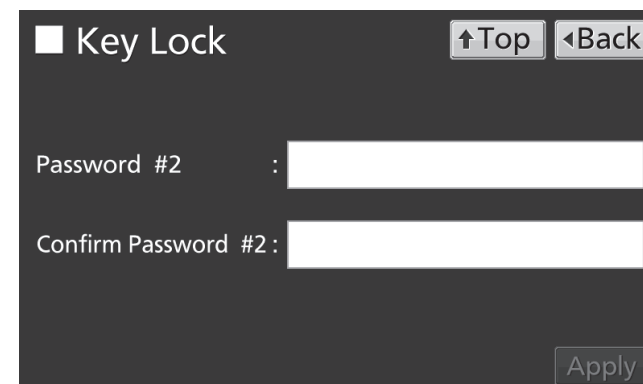 ■ Key Lock
↑Top
◂Back
Password #2 :
Confirm Password #2 :
Apply